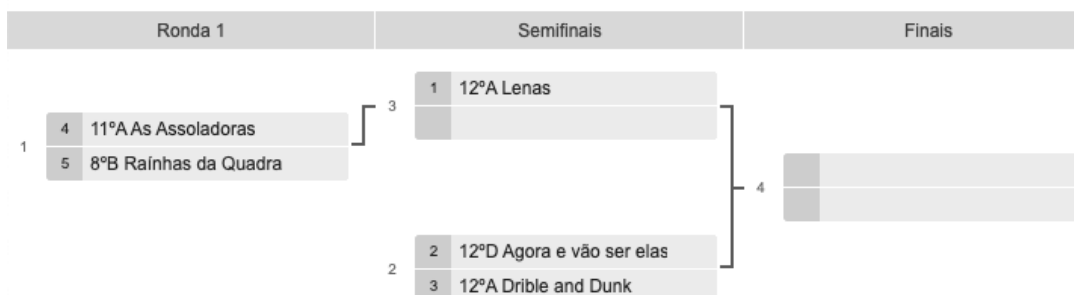 Ronda 1 Semifinais Finais
1 12ºA Lenas
3
4 11ºA As Assoladoras
1
5 8ºB Raínhas da Quadra
4
2 12ºD Agora e vão ser elas
2
3 12ºA Drible and Dunk